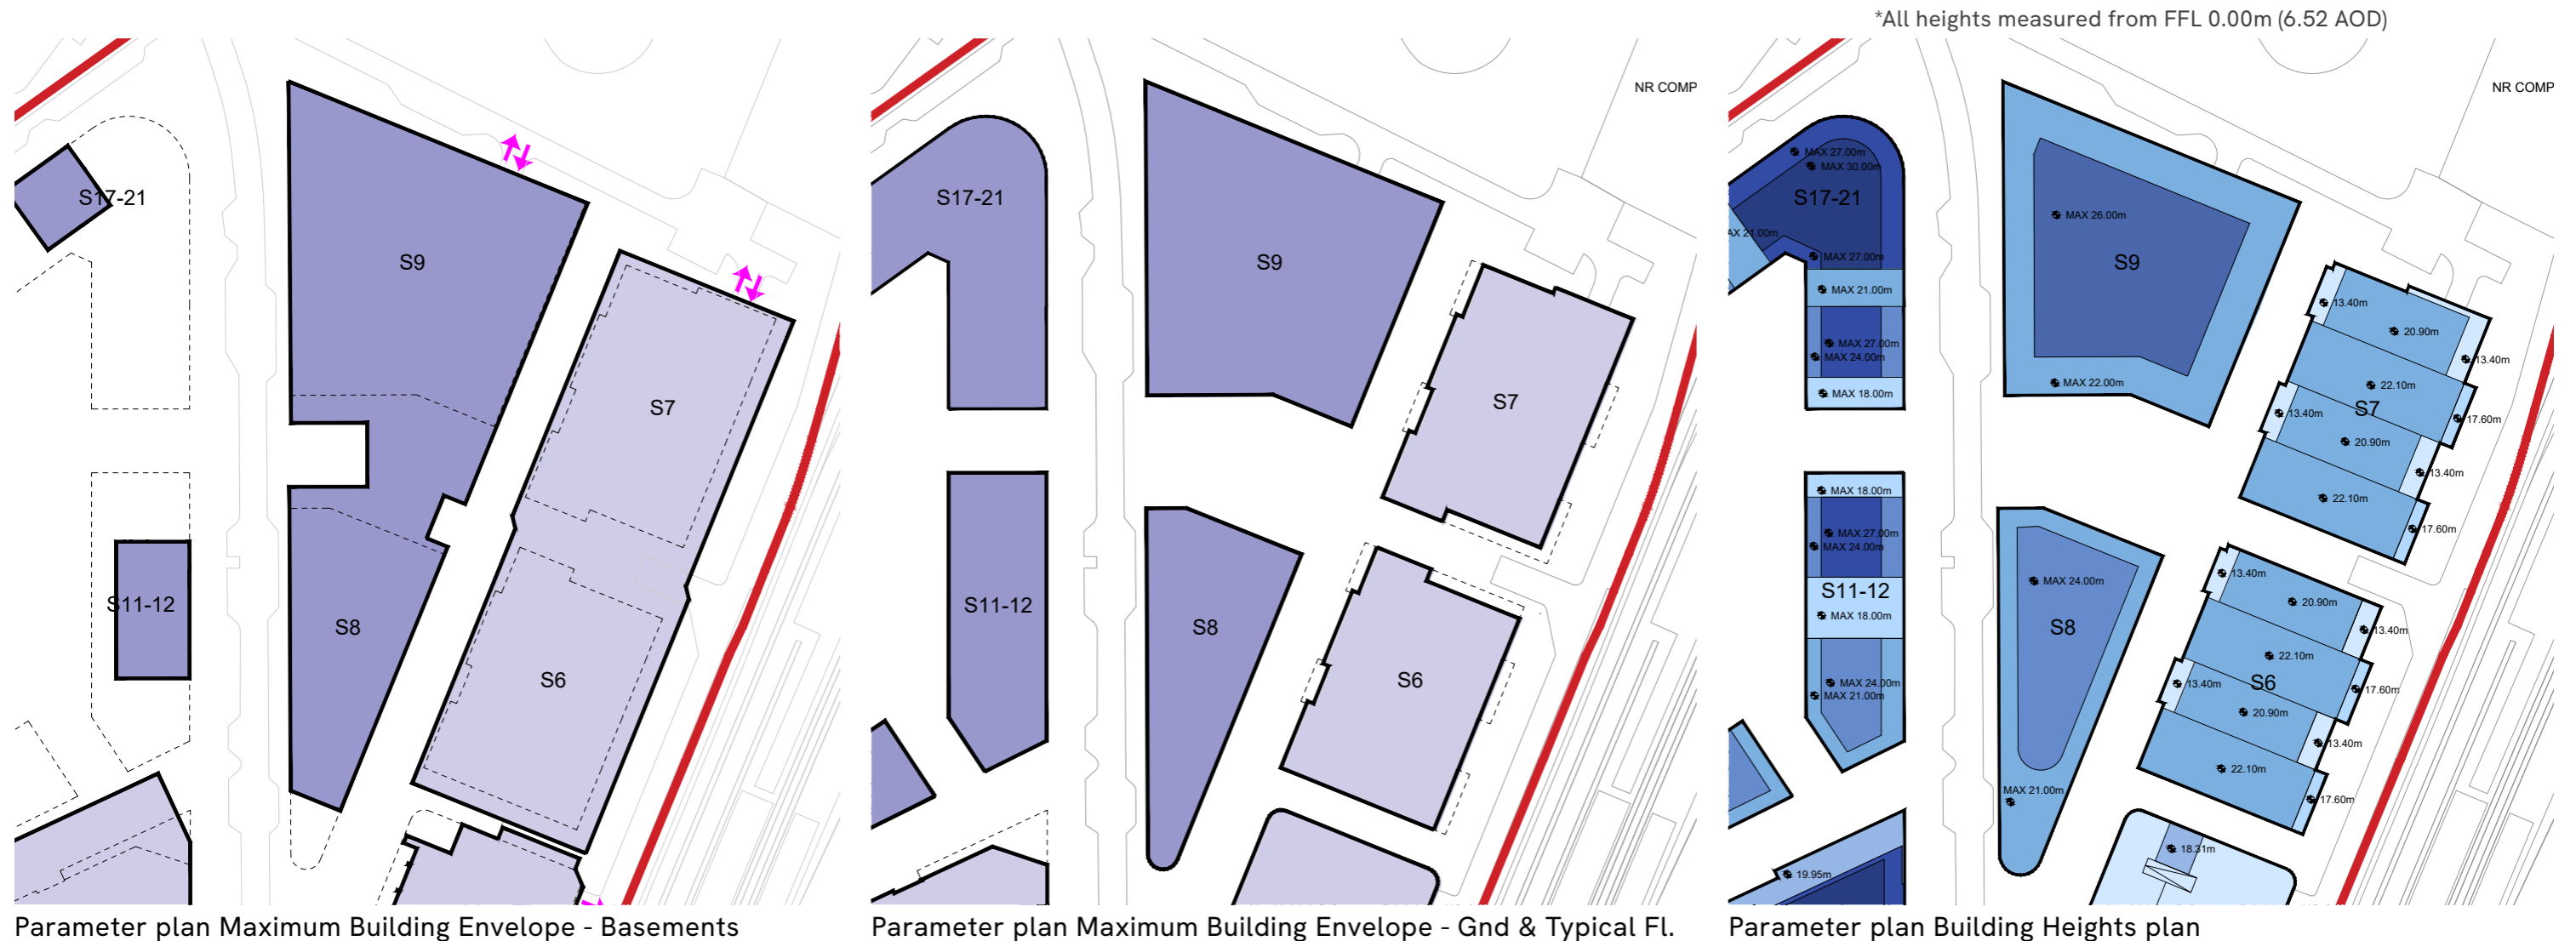 *All heights measured from FFL 0.00m (6.52 AOD)
S17-21
S9
S7
S11-12
S8
S6
Parameter plan Maximum Building Envelope - Basements
NR COMP
S17-21
S9
S7
S11-12
S8
S6
Parameter plan Maximum Building Envelope - Gnd & Typical Fl.
NR COMP
MAX 27.00m
MAX 30.00m
S17-21
AX 21.00m
MAX 27.00m
MAX 21.00m
MAX 27.00m
MAX 24.00m
MAX 18.00m
MAX 26.00m
S9
MAX 22.00m
13.40m
20.90m
13.40m
22.10m
S7
13.40m
17.60m
20.90m
13.40m
22.10m
17.60m
MAX 18.00m
MAX 27.00m
MAX 24.00m
S11-12
MAX 18.00m
MAX 24.00m
MAX 21.00m
MAX 24.00m
S8
MAX 21.00m
13.40m
20.90m
13.40m
22.10m
S6
13.40m
17.60m
20.90m
13.40m
22.10m
17.60m
18.31m
19.95m
Parameter plan Building Heights plan